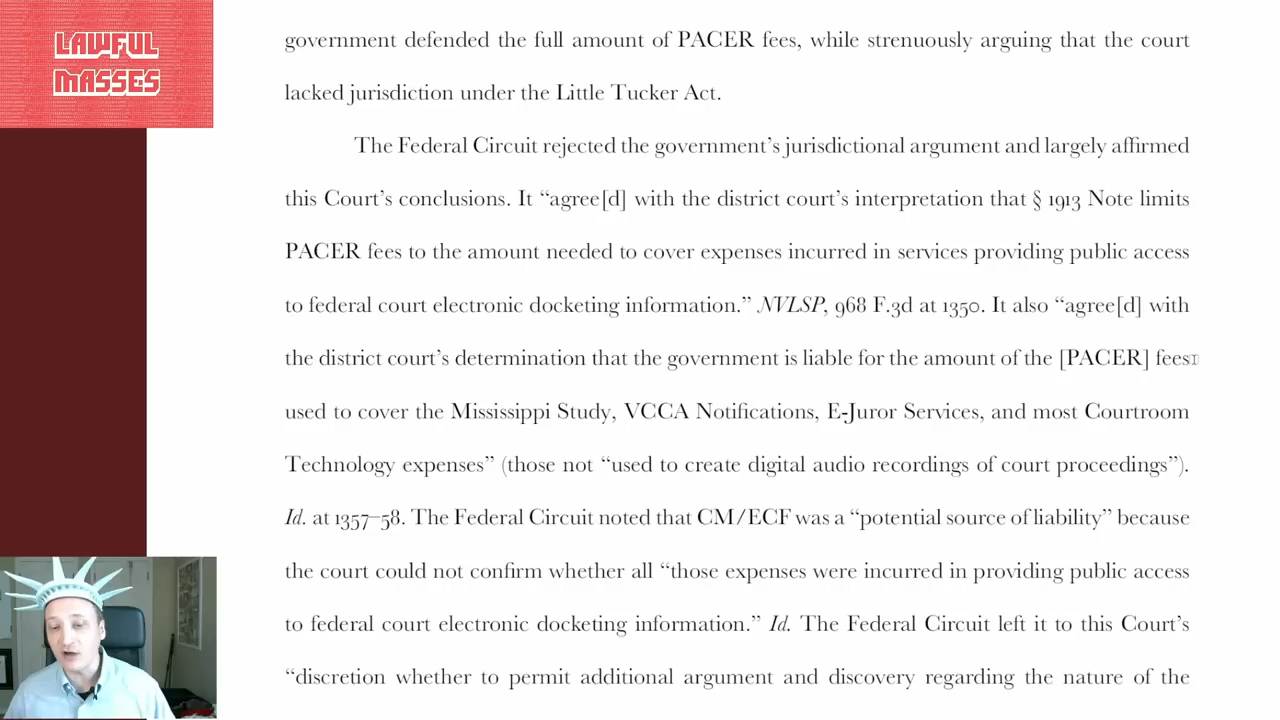 LAWFUL
MASSES
government defended the full amount of PACER fees, while strenuously arguing that the court
lacked jurisdiction under the Little Tucker Act.
The Federal Circuit rejected the government's jurisdictional argument and largely affirmed
this Court's conclusions. It “agree[d] with the district court's interpretation that § 1913 Note limits
PACER fees to the amount needed to cover expenses incurred in services providing public access
to federal court electronic docketing information.” NVLSP, 968 F.3d at 1350. It also “agree[d] with
the district court's determination that the government is liable for the amount of the [PACER] fees
used to cover the Mississippi Study, VCCA Notifications, E-Juror Services, and most Courtroom
Technology expenses” (those not “used to create digital audio recordings of court proceedings”).
Id. at 1357–58. The Federal Circuit noted that CM/ECF was a “potential source of liability” because
the court could not confirm whether all “those expenses were incurred in providing public access
to federal court electronic docketing information.” Id. The Federal Circuit left it to this Court's
“discretion whether to permit additional argument and discovery regarding the nature of the